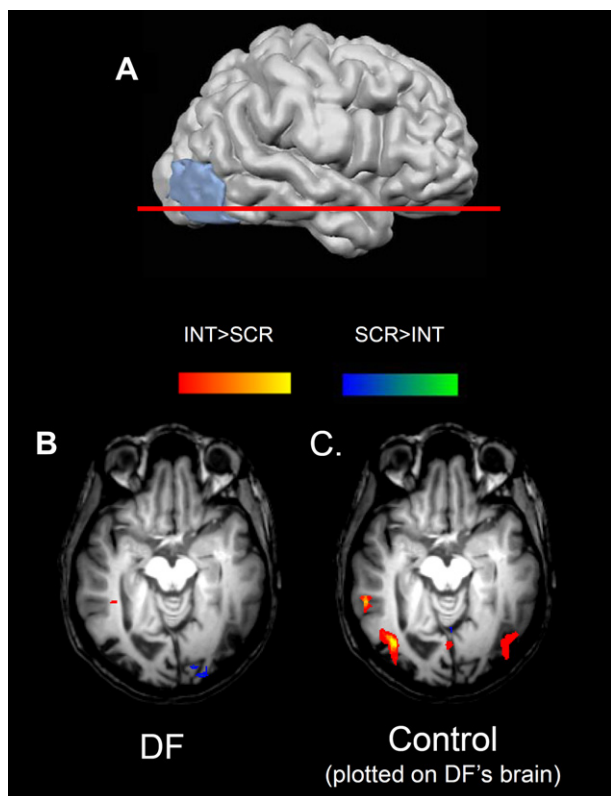 A
INT>SCR
SCR>INT
B
C.
DF
Control
(plotted on DF's brain)